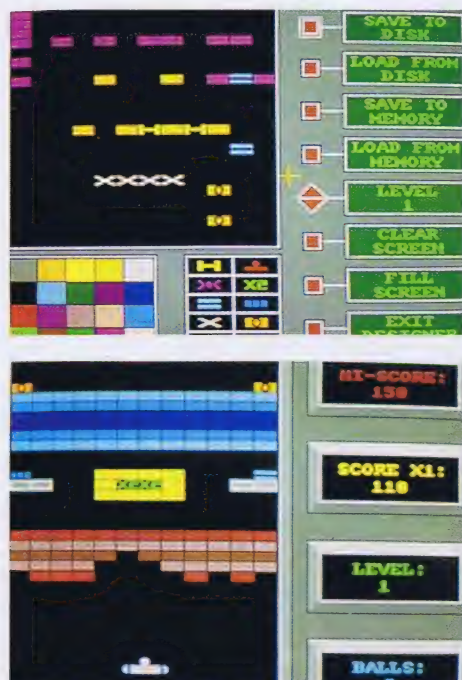 SAVE TO
DISK
LOAD FROM
DISK
SAVE TO
MEMORY
LOAD FROM
MEMORY
LEVEL
1
CLEAR
SCREEN
FILL
SCREEN
EXIT
DESIGNER
X2
HI-SCORE:
150
SCORE X1:
110
LEVEL:
1
BALLS: